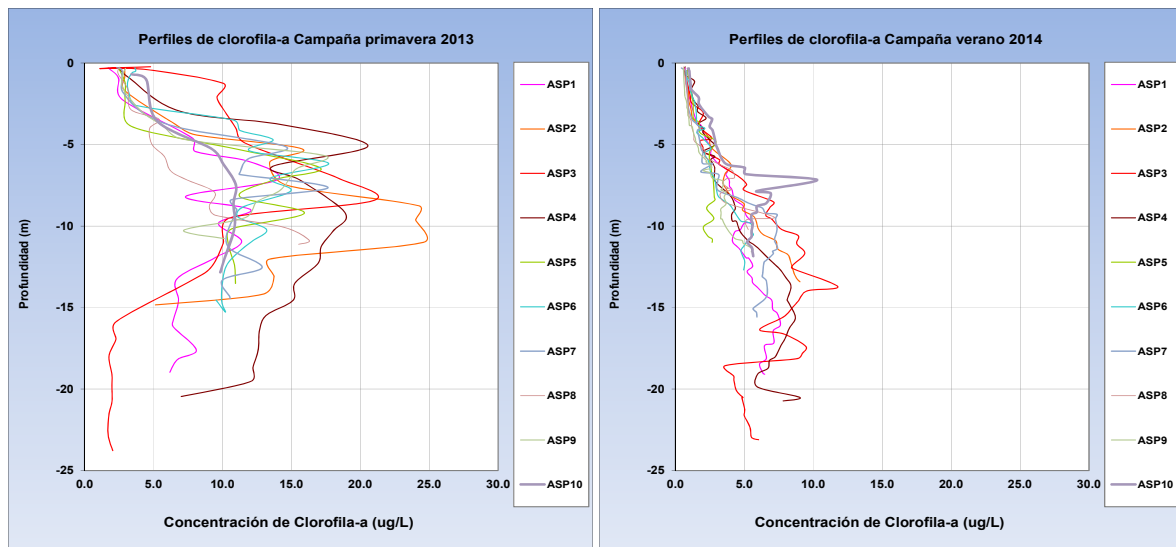 Perfiles de clorofila-a Campaña primavera 2013
0
-5
-10
-15
-20
-25
0.0 5.0 10.0 15.0 20.0 25.0 30.0
Profundidad (m)
Concentración de Clorofila-a (ug/L)
ASP1
ASP2
ASP3
ASP4
ASP5
ASP6
ASP7
ASP8
ASP9
ASP10
Perfiles de clorofila-a Campaña verano 2014
0
-5
-10
-15
-20
-25
0.0 5.0 10.0 15.0 20.0 25.0 30.0
Profundidad (m)
Concentración de Clorofila-a (ug/L)
ASP1
ASP2
ASP3
ASP4
ASP5
ASP6
ASP7
ASP8
ASP9
ASP10